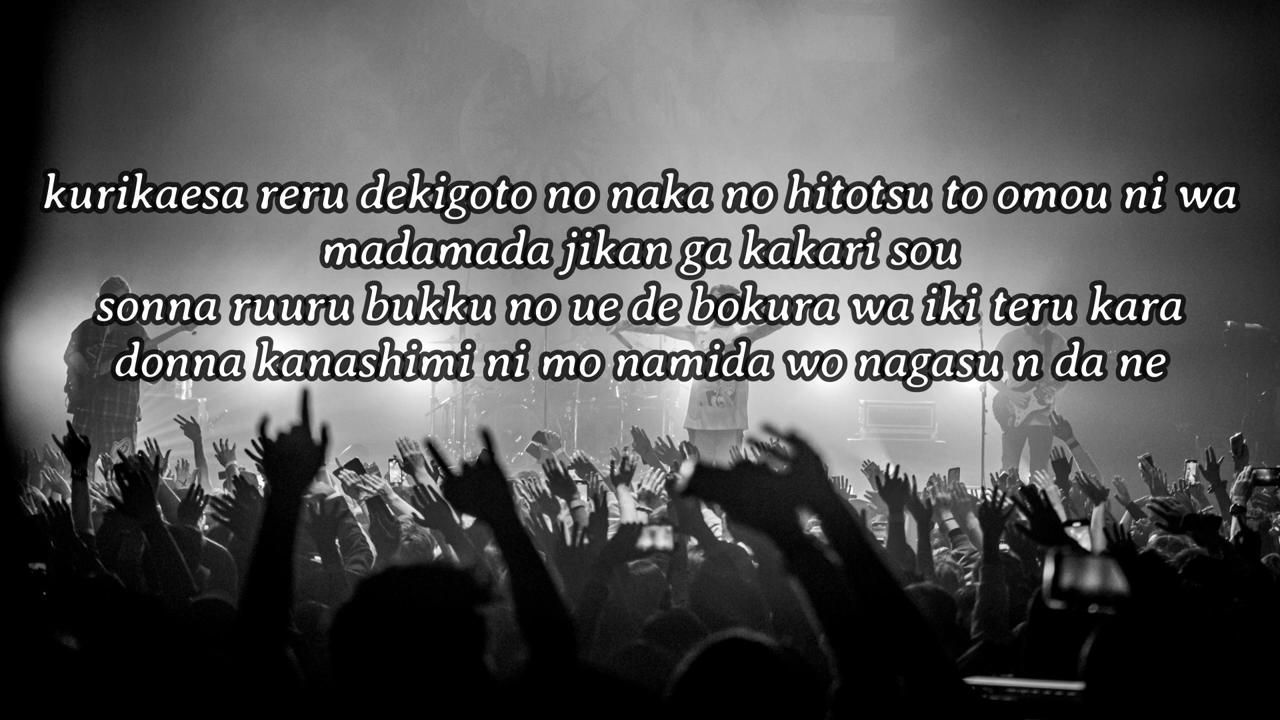 kurikaesa reru dekigoto no naka no hitotsu to omou ni wa
madamada jikan ga kakari sou
sonna ruuru bukku no ue de bokura wa iki teru kara
donna kanashimi ni mo namida wo nagasu n da ne